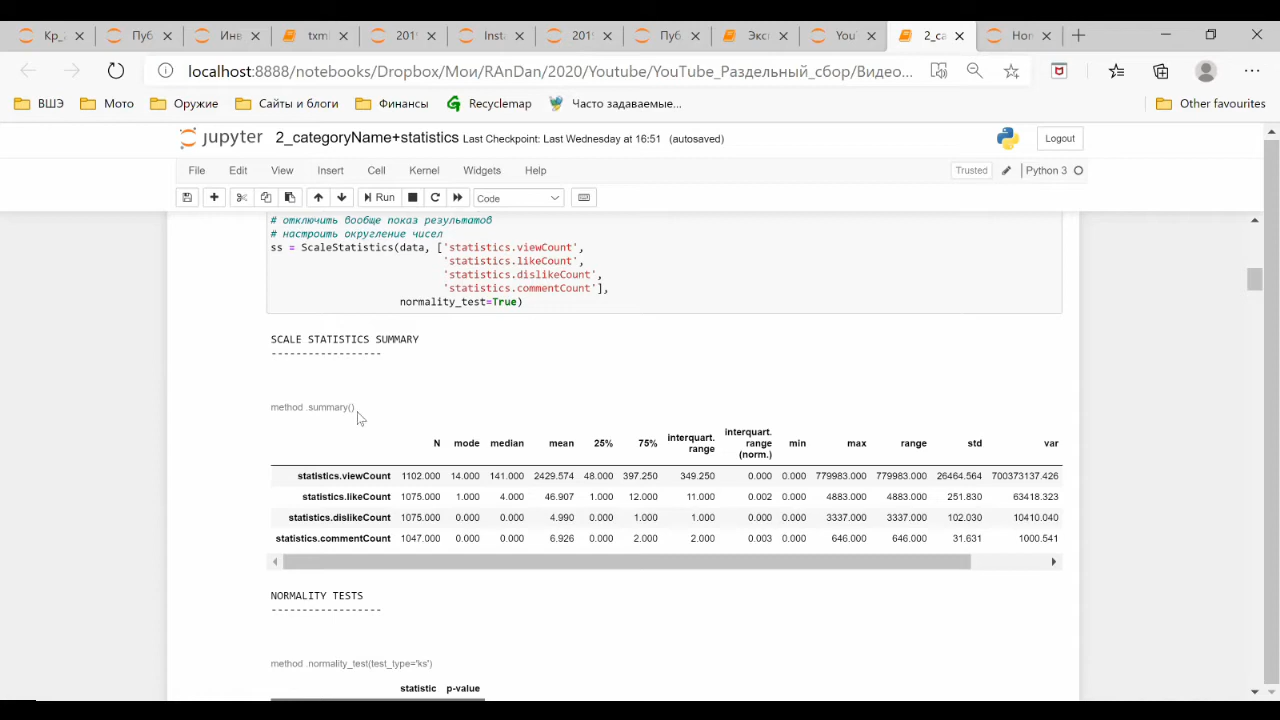 Кр_
Пуб
Инв
txml
2019
Insta
2019
Пуб
Эксп
YouT
2_ca
Hom
localhost:8888/notebooks/Dropbox/Мои/RAnDan/2020/Youtube/YouTube_Раздельный_сбор/Видео...
ВШЭ
Мото
Оружие
Сайты и блоги
Финансы
Recyclemap
Часто задаваемые...
Other favourites
jupyter 2_categoryName+statistics Last Checkpoint: Last Wednesday at 16:51 (autosaved)
Logout
File Edit View Insert Cell Kernel Widgets Help
Trusted Python 3
Run
Code
# отключить вообще показ результатов
# настроить округление чисел
ss = ScaleStatistics(data, ['statistics.viewCount',
'statistics.likeCount',
'statistics.dislikeCount',
'statistics.commentCount'],
normality_test=True)
SCALE STATISTICS SUMMARY
------------------
method .summary()
N mode median mean 25% 75% interquart. range interquart. range (norm.) min max range std var
statistics.viewCount 1102.000 14.000 141.000 2429.574 48.000 397.250 349.250 0.000 0.000 779983.000 779983.000 26464.564 700373137.426
statistics.likeCount 1075.000 1.000 4.000 46.907 1.000 12.000 11.000 0.002 0.000 4883.000 4883.000 251.830 63418.323
statistics.dislikeCount 1075.000 0.000 0.000 4.990 0.000 1.000 1.000 0.000 0.000 3337.000 3337.000 102.030 10410.040
statistics.commentCount 1047.000 0.000 0.000 6.926 0.000 2.000 2.000 0.003 0.000 646.000 646.000 31.631 1000.541
NORMALITY TESTS
------------------
method .normality_test(test_type='ks')
statistic p-value